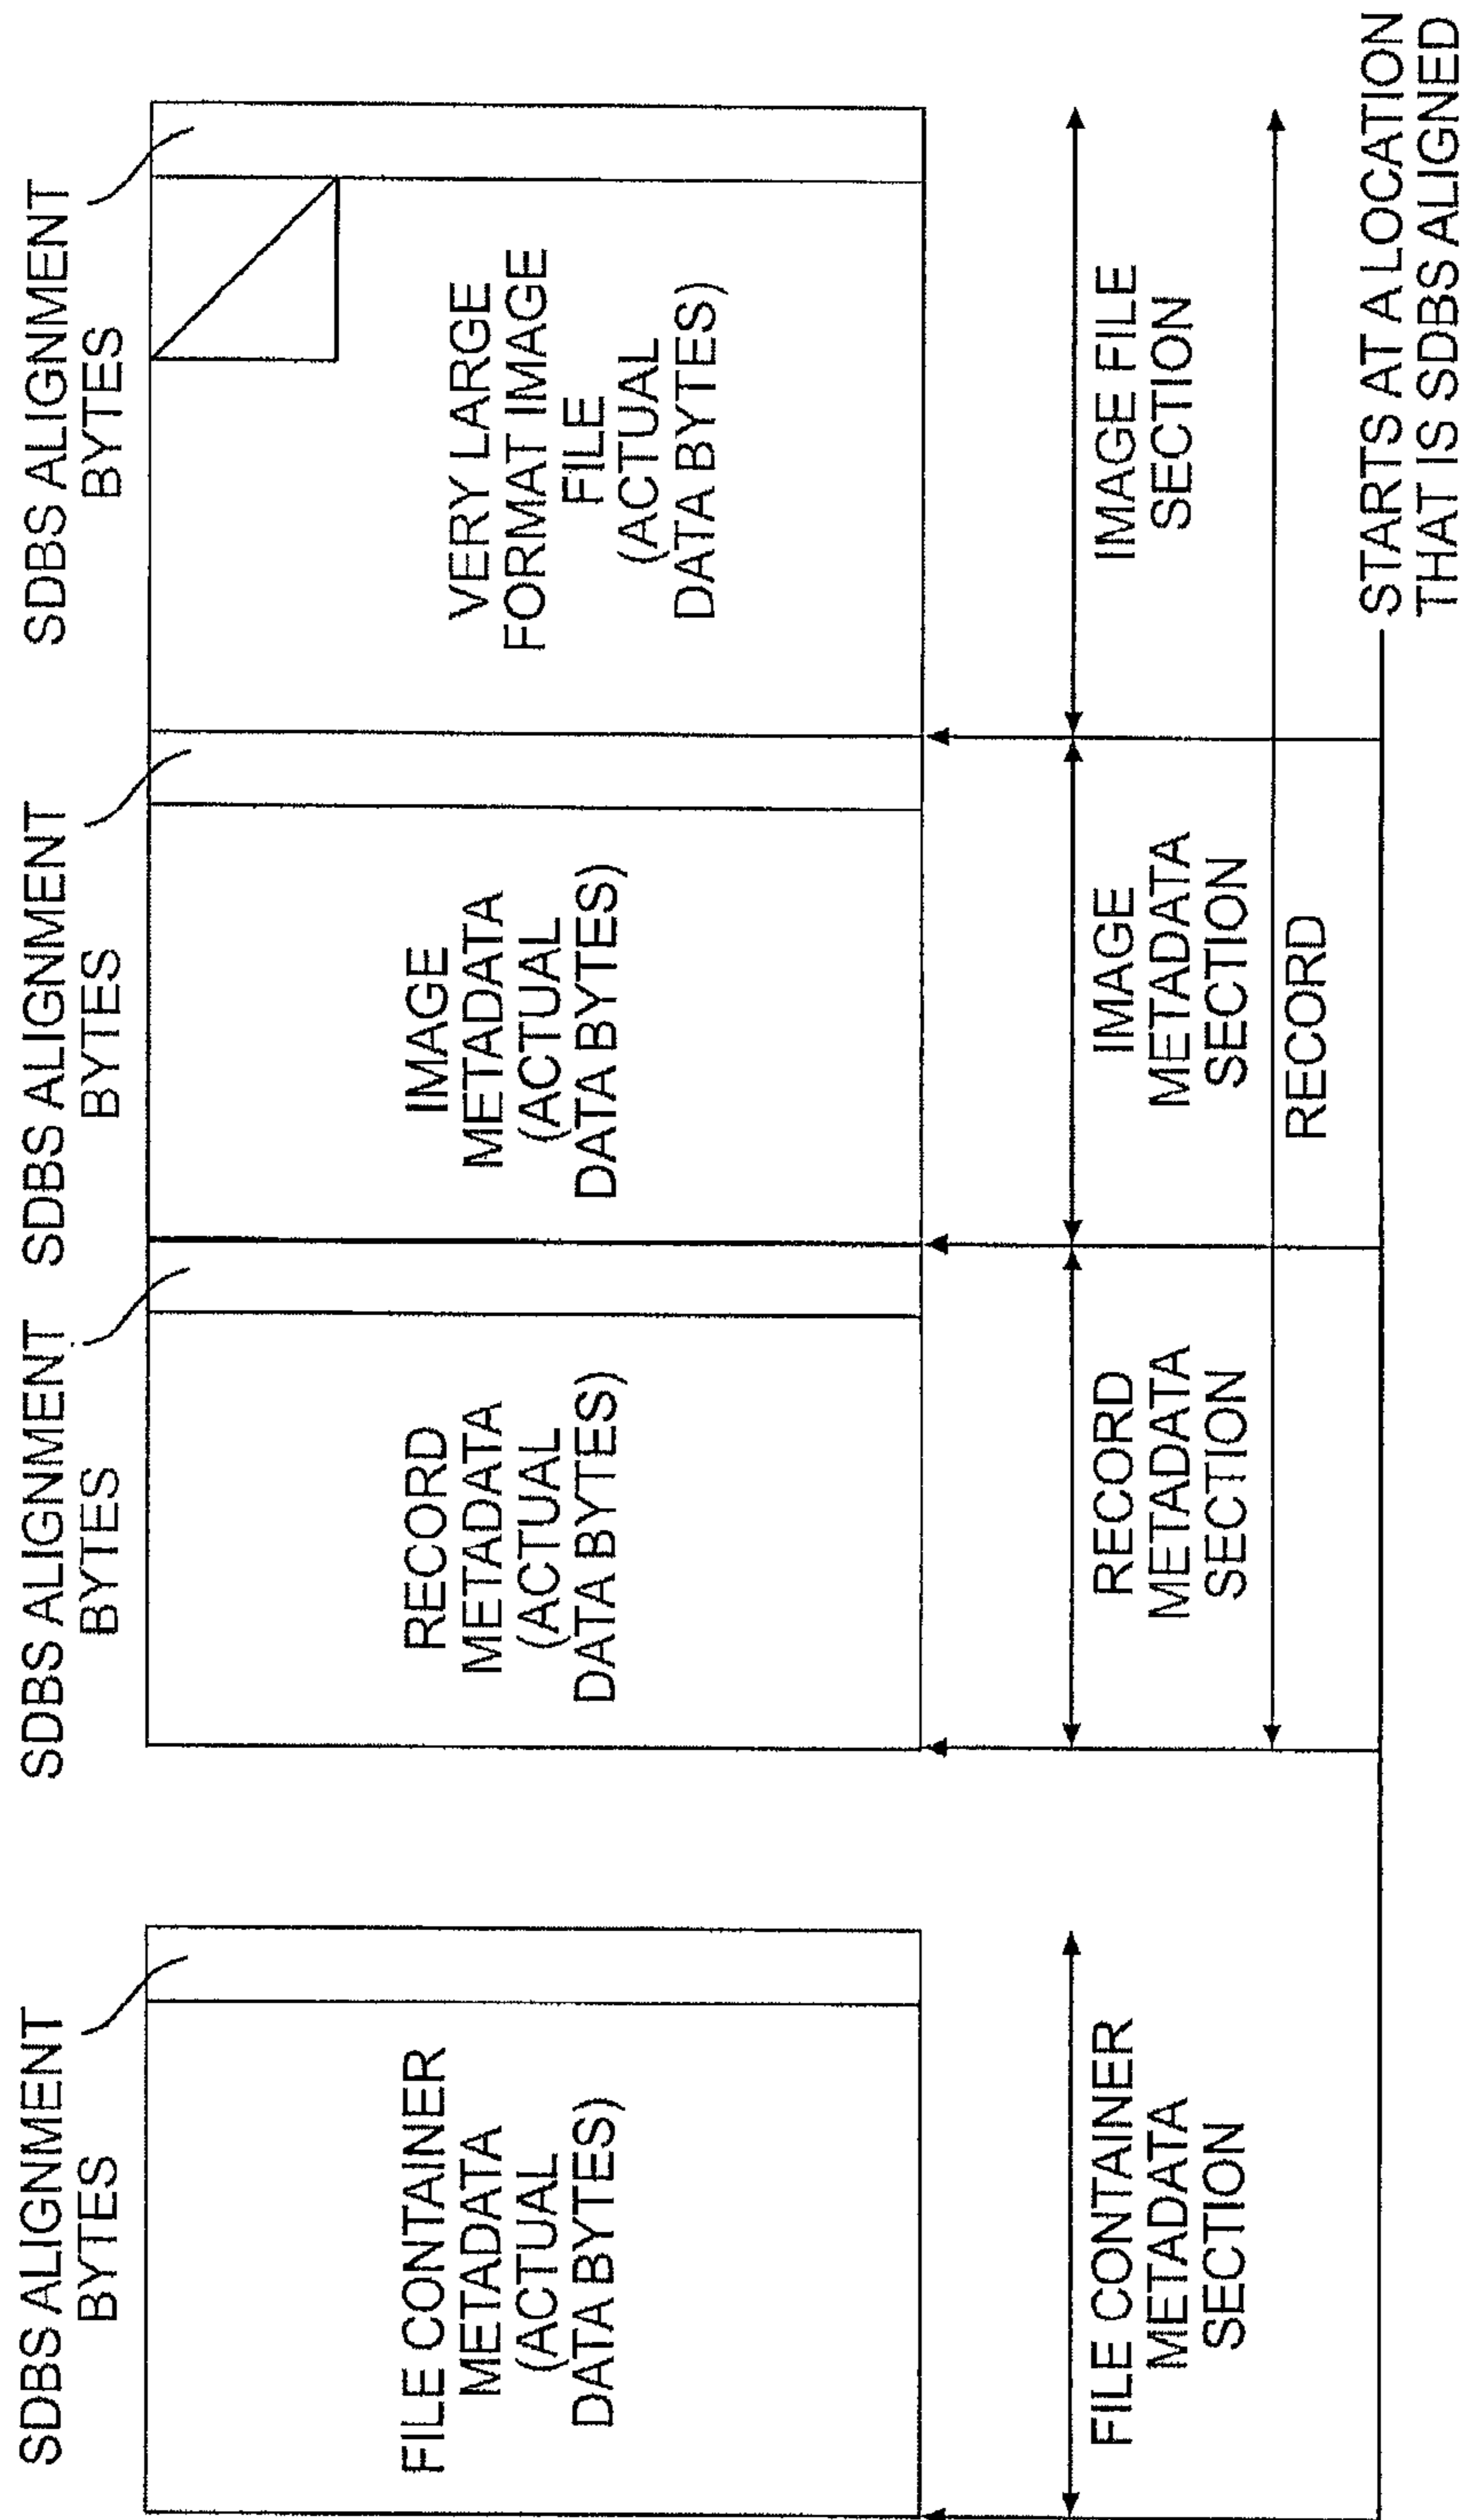 SDBS ALIGNMENT
BYTES
SDBS ALIGNMENT
BYTES
SDBS ALIGNMENT
BYTES
SDBS ALIGNMENT
BYTES
FILE CONTAINER
METADATA
(ACTUAL
DATA BYTES)
RECORD
METADATA
(ACTUAL
DATA BYTES)
IMAGE
METADATA
(ACTUAL
DATA BYTES)
VERY LARGE
FORMAT IMAGE
FILE
(ACTUAL
DATA BYTES)
FILE CONTAINER
METADATA
SECTION
RECORD
METADATA
SECTION
IMAGE
METADATA
SECTION
IMAGE FILE
SECTION
RECORD
STARTS AT A LOCATION
THAT IS SDBS ALIGNED